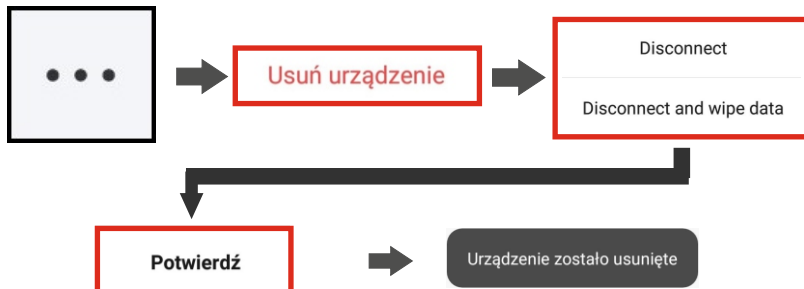 Usuń urządzenie
Disconnect
Disconnect and wipe data
Potwierdź
Urządzenie zostało usunięte